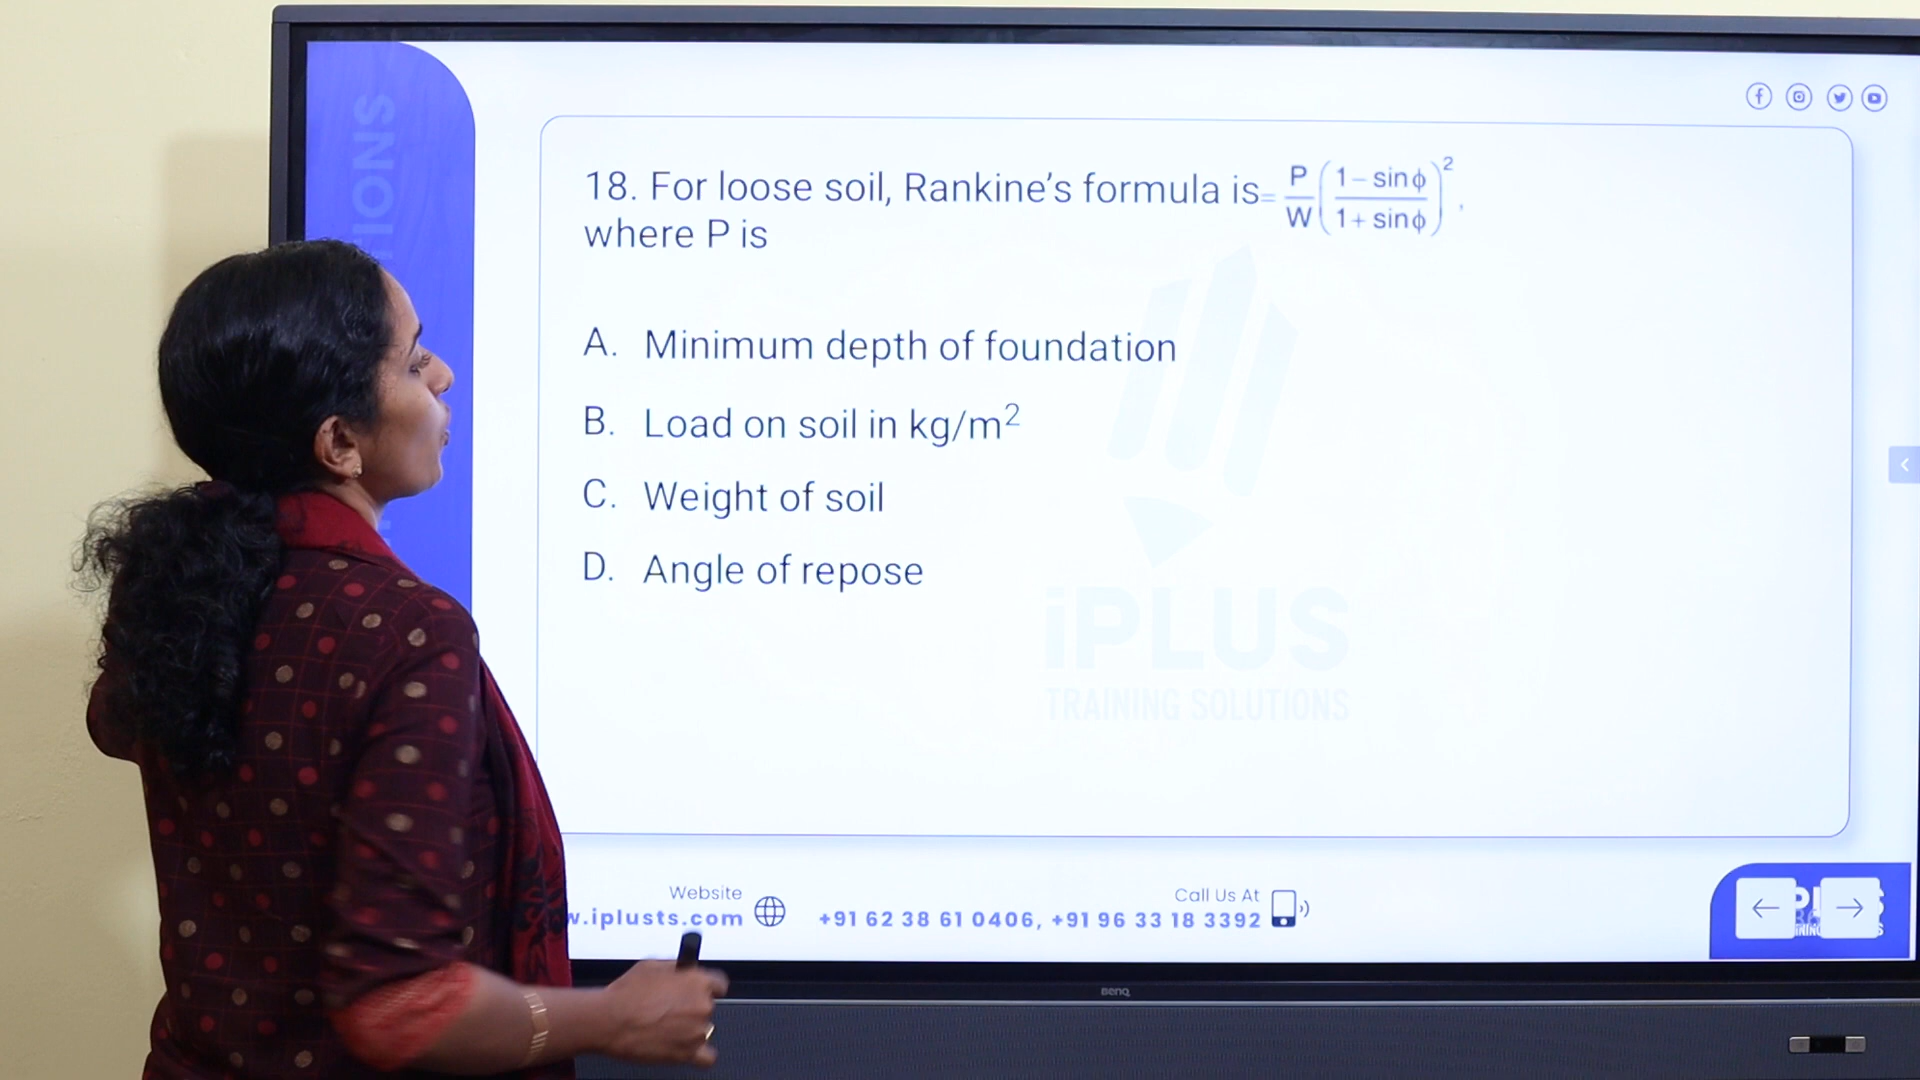 18. For loose soil, Rankine's formula is = P/W ((1 - sinϕ)/(1 + sinϕ))²,
where P is
A. Minimum depth of foundation
B. Load on soil in kg/m²
C. Weight of soil
D. Angle of repose
iPLUS
TRAINING SOLUTIONS
Website
w.iplusts.com
Call Us At
+91 62 38 61 0406, +91 96 33 18 3392
BenQ